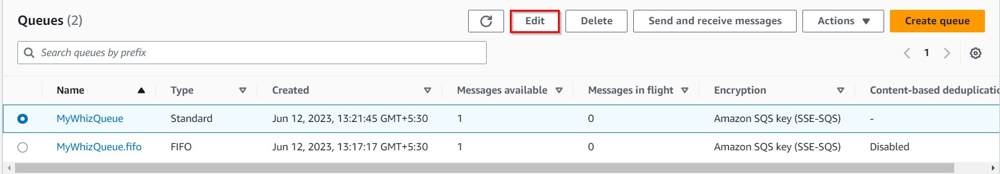 Queues (2)
Edit
Delete
Send and receive messages
Actions
Create queue
Search queues by prefix
1
Name Type Created Messages available Messages in flight Encryption Content-based deduplicatio
MyWhizQueue Standard Jun 12, 2023, 13:21:45 GMT+5:30 1 0 Amazon SQS key (SSE-SQS) -
MyWhizQueue.fifo FIFO Jun 12, 2023, 13:17:17 GMT+5:30 1 0 Amazon SQS key (SSE-SQS) Disabled